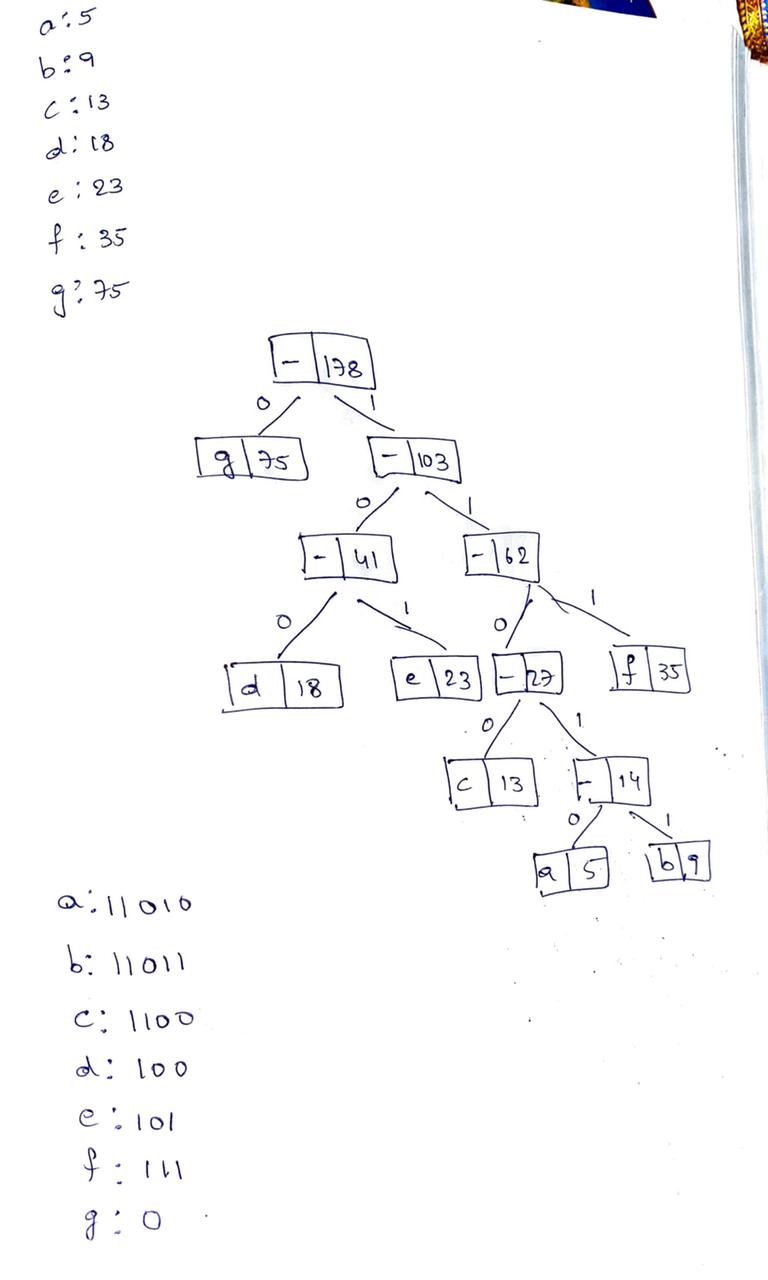 a:5
b:9
c:13
d:18
e:23
f:35
g:75
- 178
0 1
g 75 - 103
0 1
- 41 - 62
0 1 0 1
d 18 e 23 - 27 f 35
0 1
c 13 - 14
0 1
a 5 b 9
a:11010
b:11011
c:1100
d:100
e:101
f:111
g:0